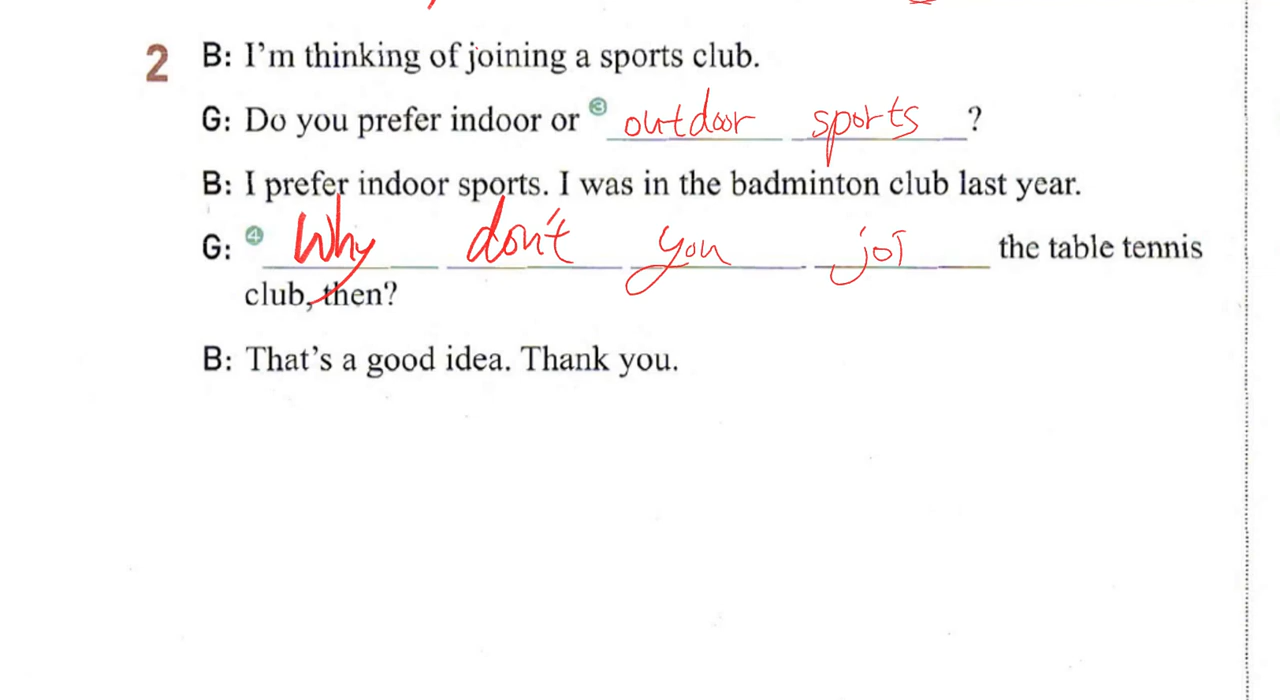 2 B: I'm thinking of joining a sports club.
G: Do you prefer indoor or ③ outdoor sports ?
B: I prefer indoor sports. I was in the badminton club last year.
G: ④ Why don't you joi the table tennis
club, then?
B: That's a good idea. Thank you.